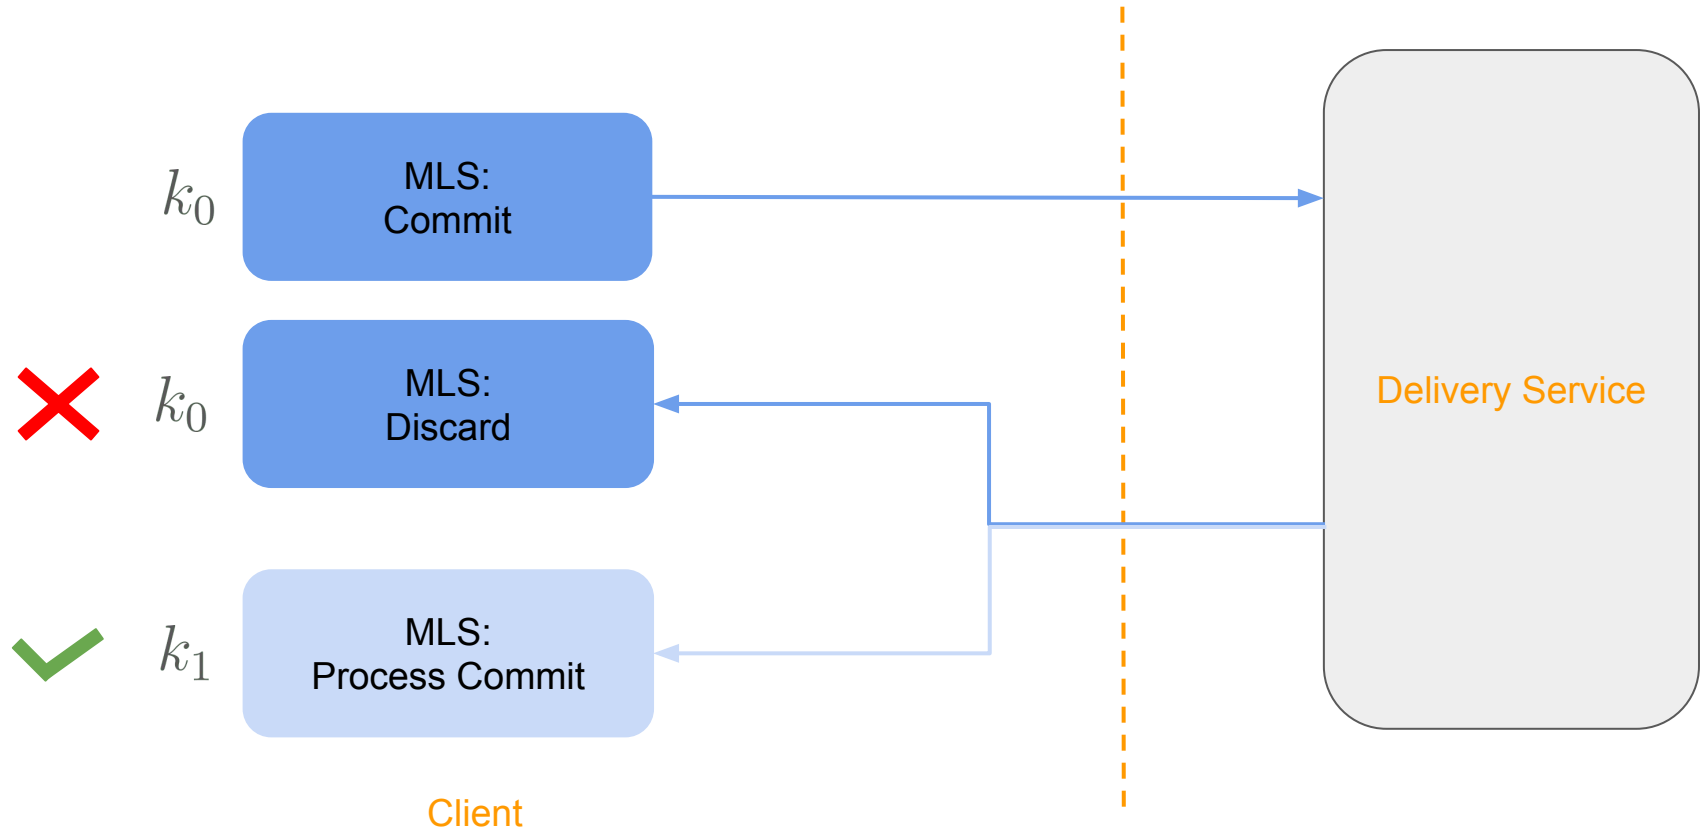 k₀
MLS:
Commit
k₀
MLS:
Discard
Delivery Service
k₁
MLS:
Process Commit
Client